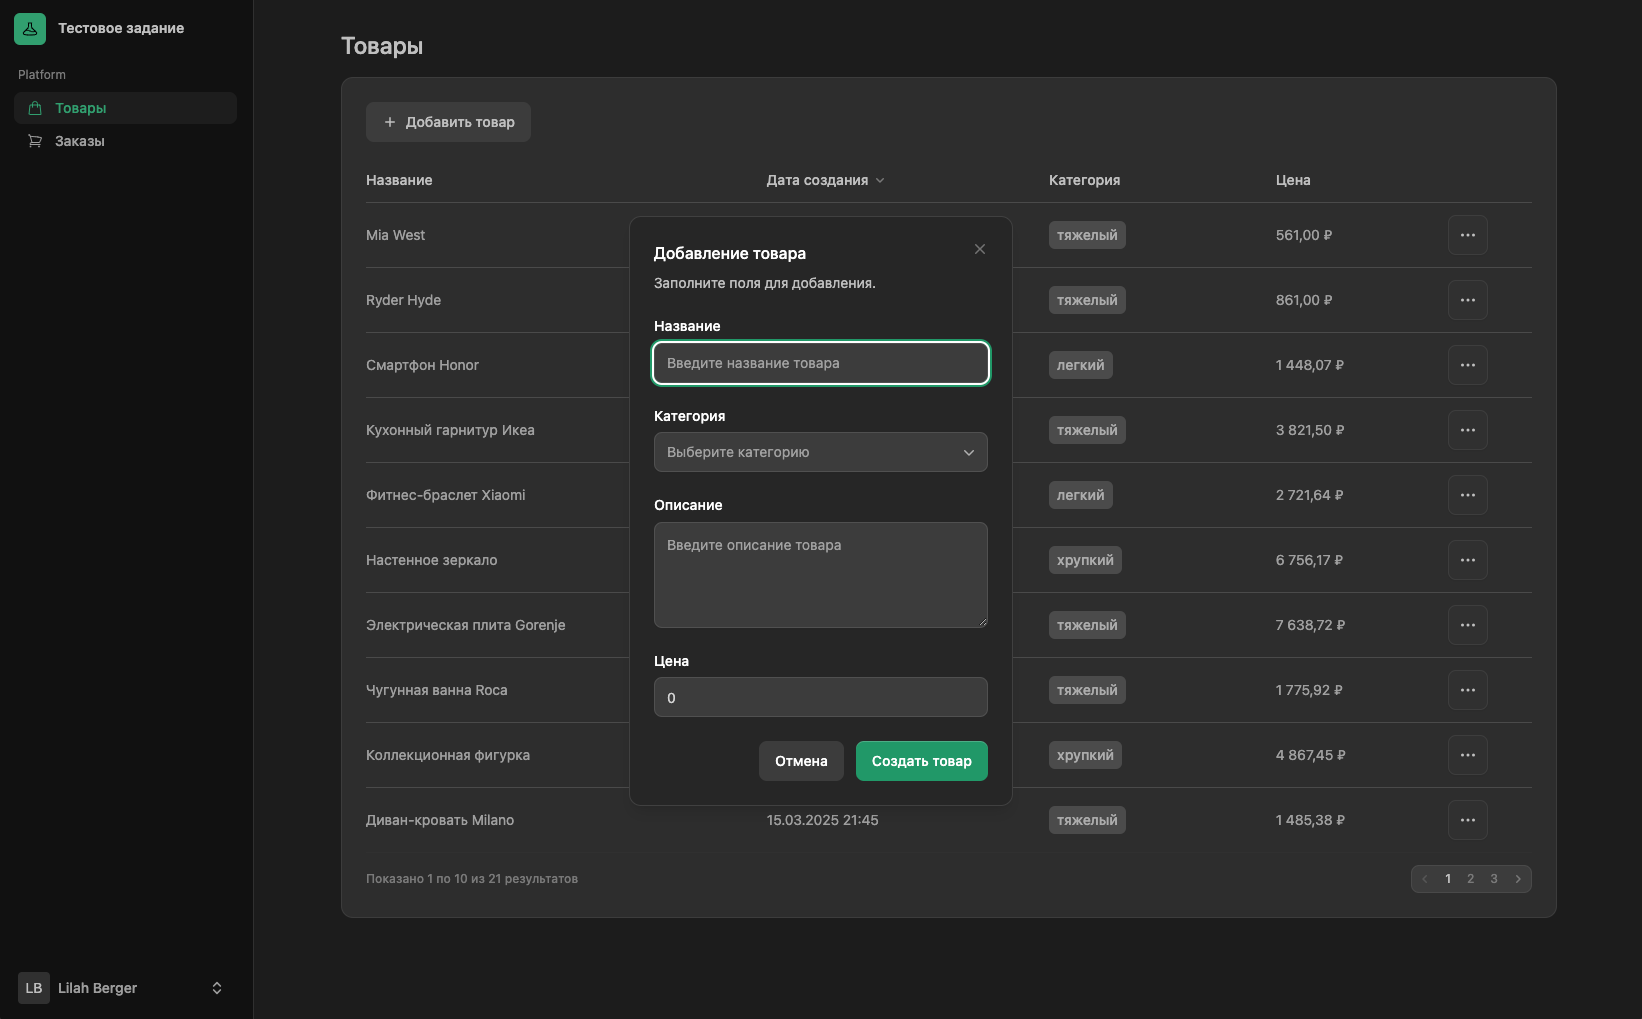 Тестовое задание
Platform
Товары
Заказы
LB Lilah Berger
Товары
+ Добавить товар
Название Дата создания Категория Цена
Mia West тяжелый 561,00 ₽
Ryder Hyde тяжелый 861,00 ₽
Смартфон Honor легкий 1 448,07 ₽
Кухонный гарнитур Икеа тяжелый 3 821,50 ₽
Фитнес-браслет Xiaomi легкий 2 721,64 ₽
Настенное зеркало хрупкий 6 756,17 ₽
Электрическая плита Gorenje тяжелый 7 638,72 ₽
Чугунная ванна Roca тяжелый 1 775,92 ₽
Коллекционная фигурка хрупкий 4 867,45 ₽
Диван-кровать Milano 15.03.2025 21:45 тяжелый 1 485,38 ₽
Показано 1 по 10 из 21 результатов
1 2 3
Добавление товара
Заполните поля для добавления.
Название
Введите название товара
Категория
Выберите категорию
Описание
Введите описание товара
Цена
0
Отмена Создать товар